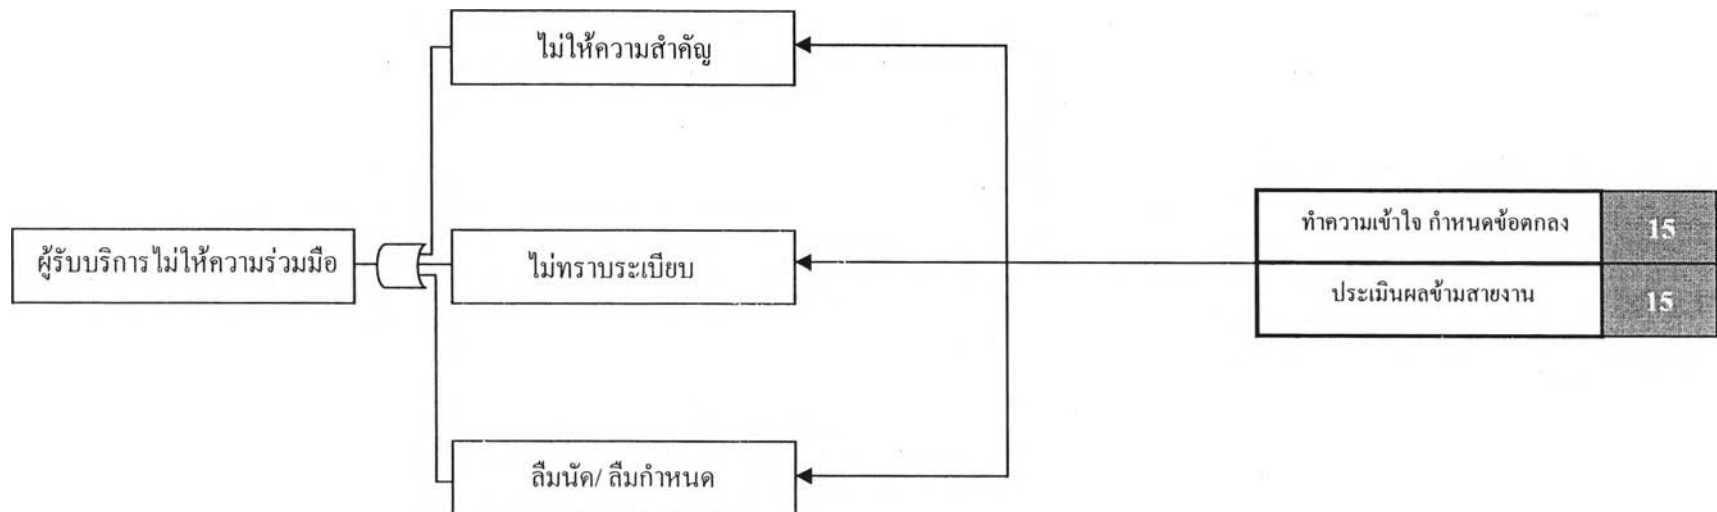 ไม่ให้ความสำคัญ
ทำความเข้าใจ กำหนดข้อตกลง 15
ผู้รับบริการไม่ให้ความร่วมมือ
ไม่ทราบระเบียบ
ประเมินผลข้ามสายงาน 15
ลืมนัด/ ลืมกำหนด